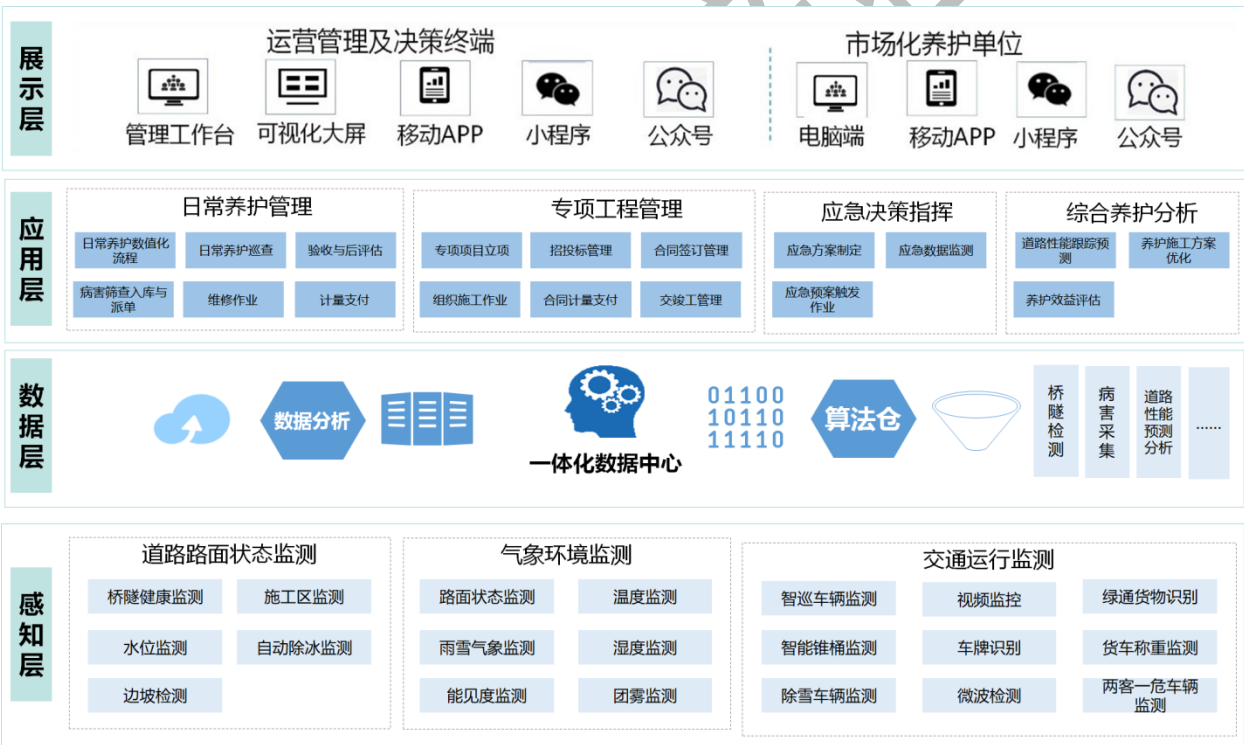 展示层
运营管理及决策终端
管理工作台
可视化大屏
移动APP
小程序
公众号
市场化养护单位
电脑端
移动APP
小程序
公众号
应用层
日常养护管理
日常养护数值化
流程
日常养护巡查
验收与后评估
病害筛查入库与
派单
维修作业
计量支付
专项工程管理
专项项目立项
招投标管理
合同签订管理
组织施工作业
合同计量支付
交竣工管理
应急决策指挥
应急方案制定
应急数据监测
应急预案触发
作业
综合养护分析
道路性能跟踪预
测
养护施工方案
优化
养护效益评估
数据层
数据分析
一体化数据中心
01100
10110
11110
算法仓
桥隧检测
病害采集
道路
性能
预测
分析
......
感知层
道路路面状态监测
桥隧健康监测
施工区监测
水位监测
自动除冰监测
边坡检测
气象环境监测
路面状态监测
温度监测
雨雪气象监测
湿度监测
能见度监测
团雾监测
交通运行监测
智巡车辆监测
视频监控
绿通货物识别
智能锥桶监测
车牌识别
货车称重监测
除雪车辆监测
微波检测
两客一危车辆
监测